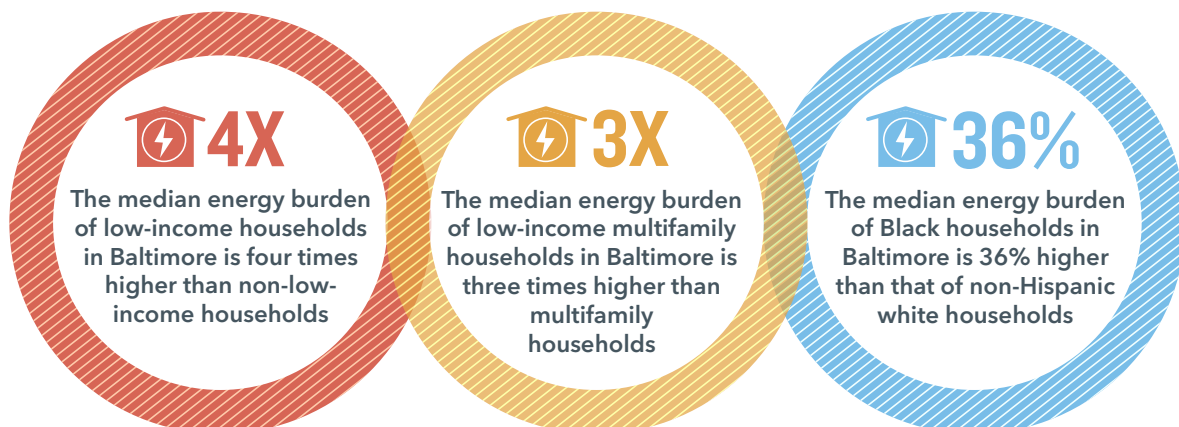 4X
The median energy burden
of low-income households
in Baltimore is four times
higher than non-low-
income households
3X
The median energy burden
of low-income multifamily
households in Baltimore is
three times higher than
multifamily
households
36%
The median energy burden
of Black households in
Baltimore is 36% higher
than that of non-Hispanic
white households